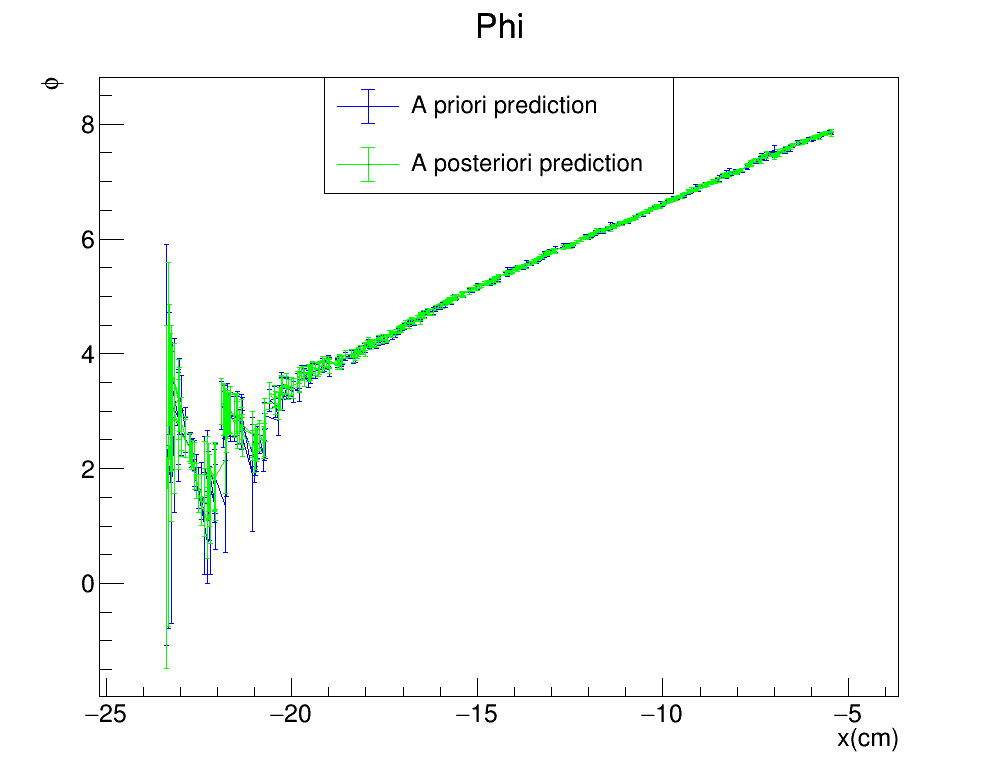 Phi
ϕ
A priori prediction
A posteriori prediction
8
6
4
2
0
−25 −20 −15 −10 −5
x(cm)